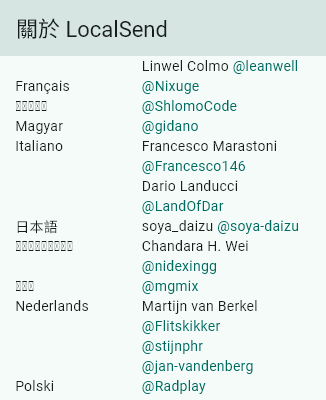 關於 LocalSend
Linwel Colmo @leanwell
Français @Nixuge
@ShlomoCode
Magyar @gidano
Italiano Francesco Marastoni
@Francesco146
Dario Landucci
@LandOfDar
日本語 soya_daizu @soya-daizu
Chandara H. Wei
@nidexingg
@mgmix
Nederlands Martijn van Berkel
@Flitskikker
@stijnphr
@jan-vandenberg
Polski @Radplay